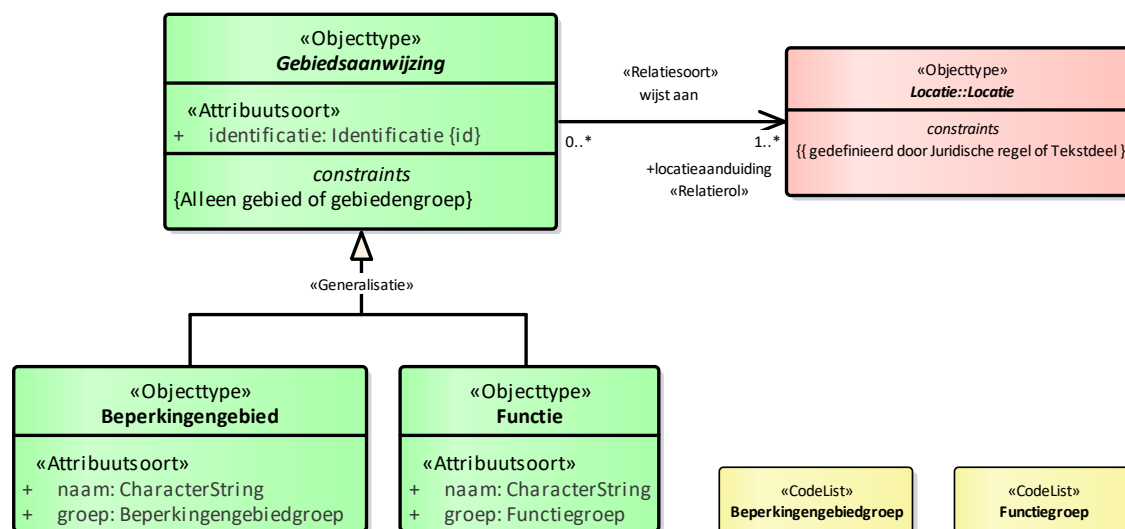 «Objecttype»
Gebiedsaanwijzing
«Attribuutsoort»
+ identificatie: Identificatie {id}
constraints
{Alleen gebied of gebiedengroep}
«Relatiesoort»
wijst aan
0..*
1..*
+locatieaanduiding
«Relatierol»
«Objecttype»
Locatie::Locatie
constraints
{{ gedefinieerd door Juridische regel of Tekstdeel }
«Generalisatie»
«Objecttype»
Beperkingengebied
«Attribuutsoort»
+ naam: CharacterString
+ groep: Beperkingengebiedgroep
«Objecttype»
Functie
«Attribuutsoort»
+ naam: CharacterString
+ groep: Functiegroep
«CodeList»
Beperkingengebiedgroep
«CodeList»
Functiegroep